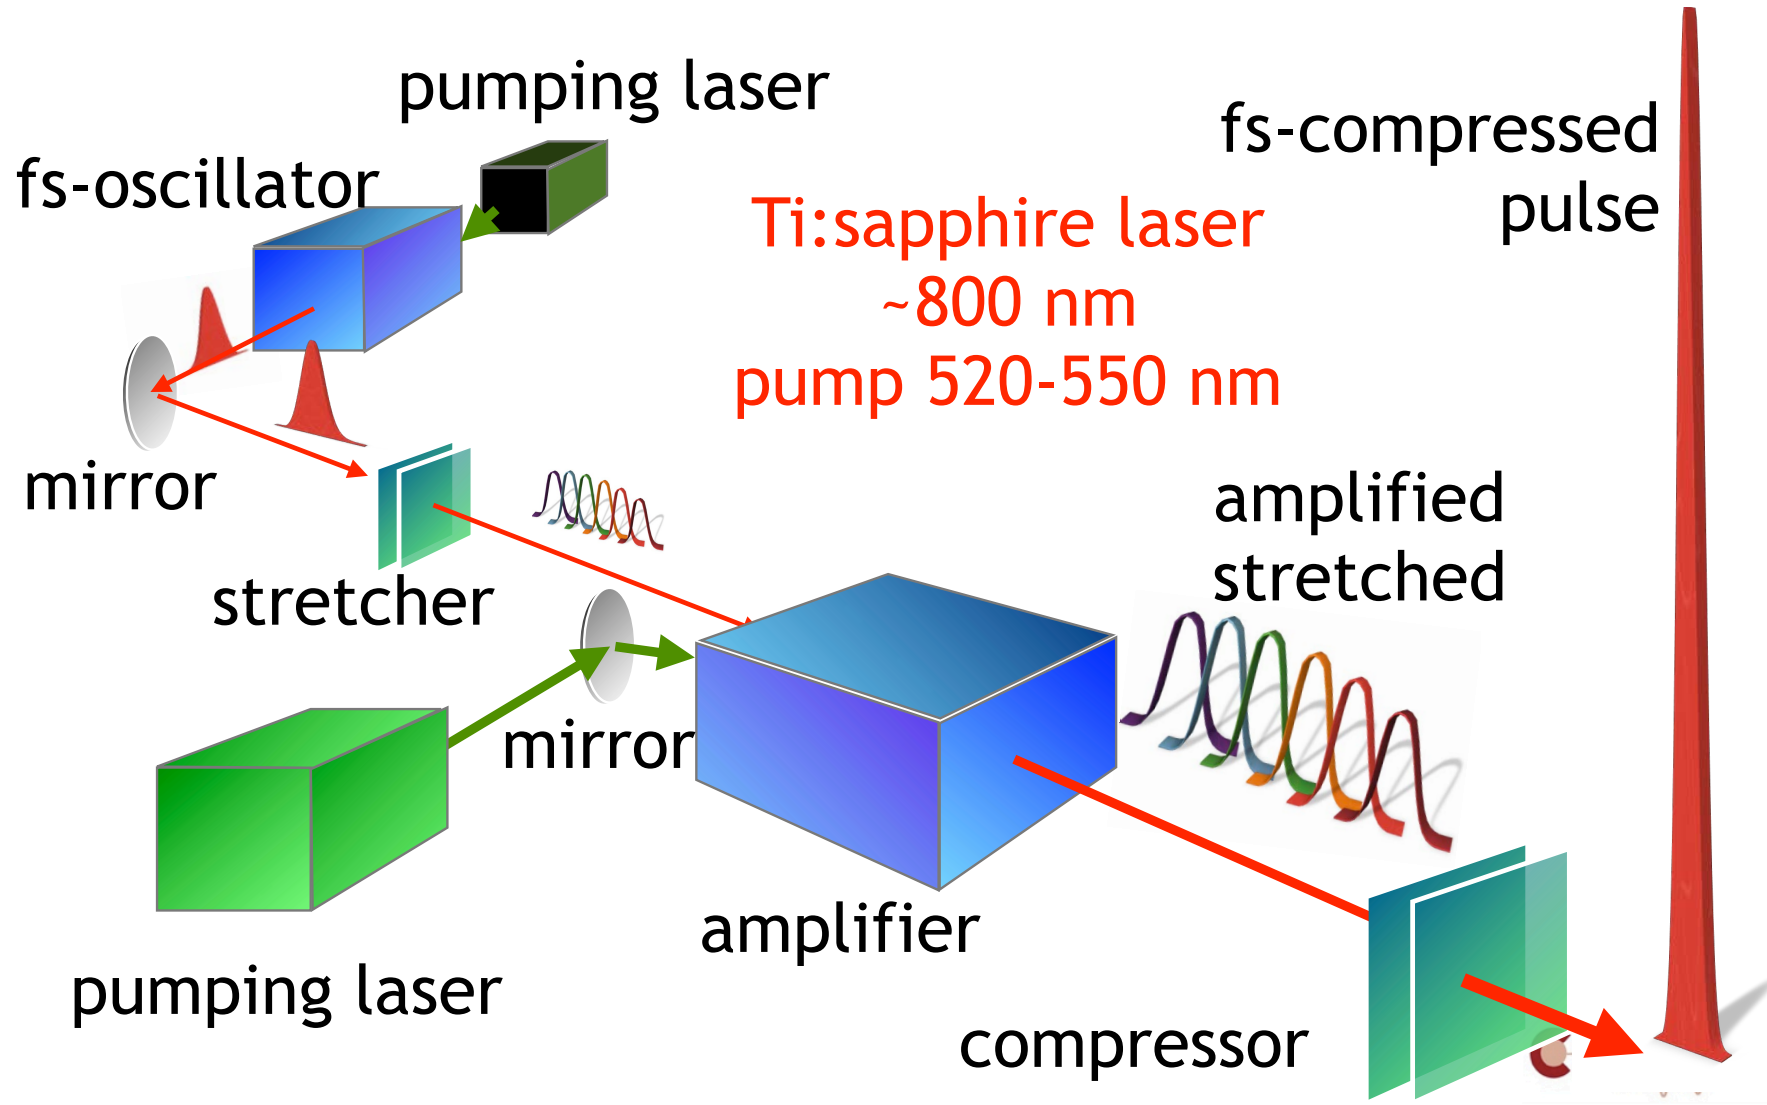 pumping laser
fs-oscillator
fs-compressed
pulse
Ti:sapphire laser
~800 nm
pump 520-550 nm
mirror
stretcher
amplified
stretched
mirror
pumping laser
amplifier
compressor